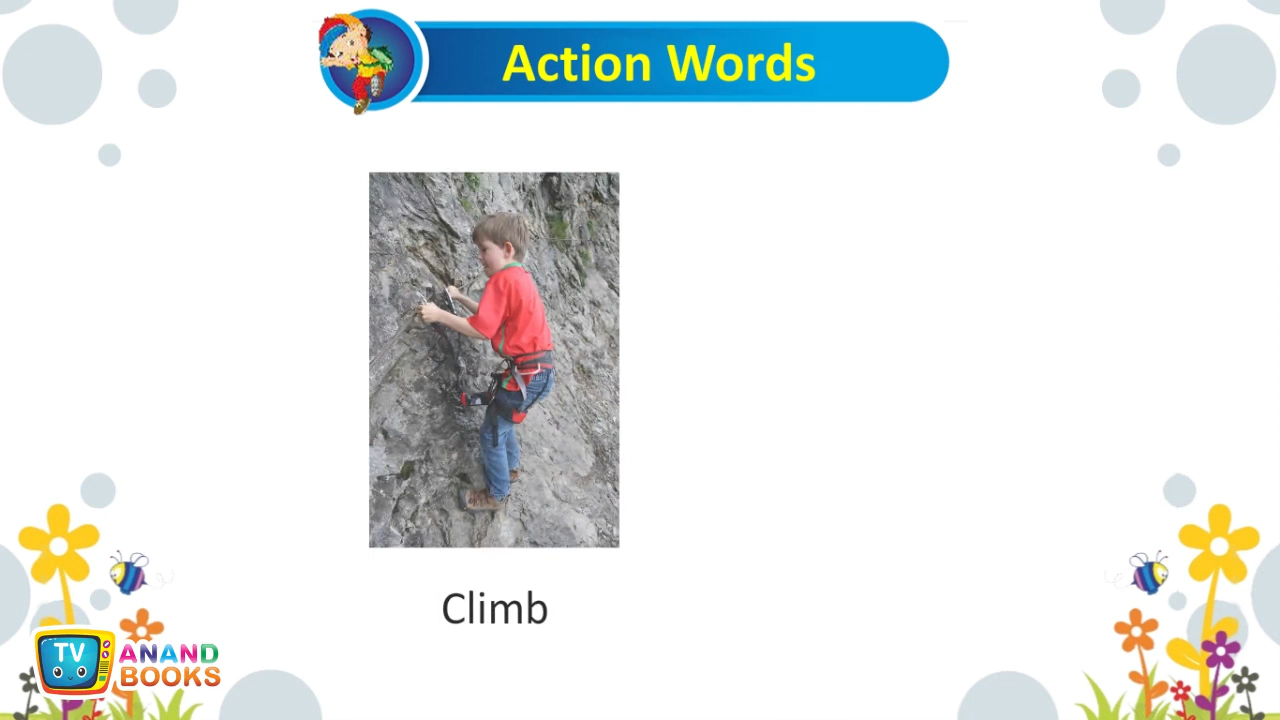 Action Words
Climb
TV
ANAND
BOOKS